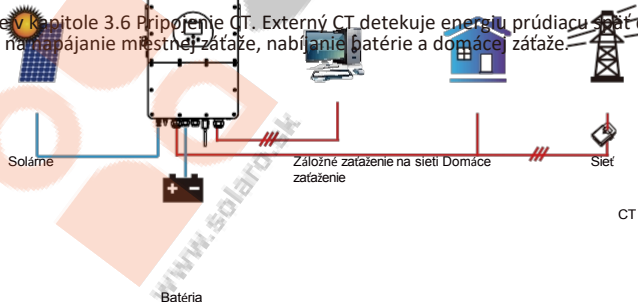 v kapitole 3.6 Pripojenie CT. Externý CT detekuje energiu prúdiacu späť
napájanie miestnej záťaže, nabíjanie batérie a domácej záťaže.
Solárne
Záložné zaťaženie na sieti Domáce
zaťaženie
Sieť
CT
www.solaro.sk
Batéria